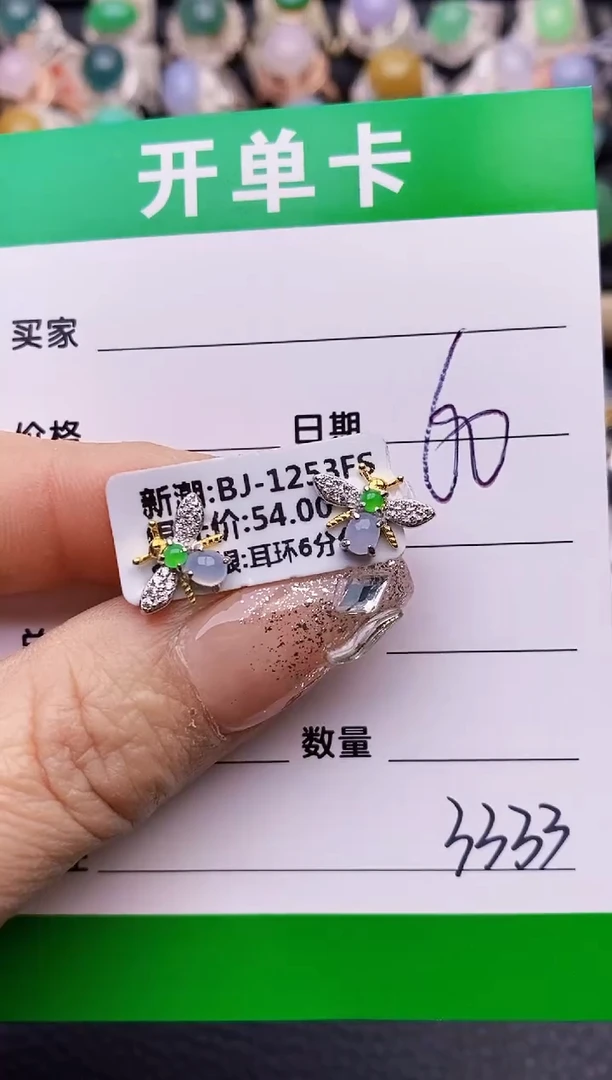 开单卡
买家
价格
日期
60
新潮:BJ-1253FS
价:54.00
:耳环6分
数量
3333